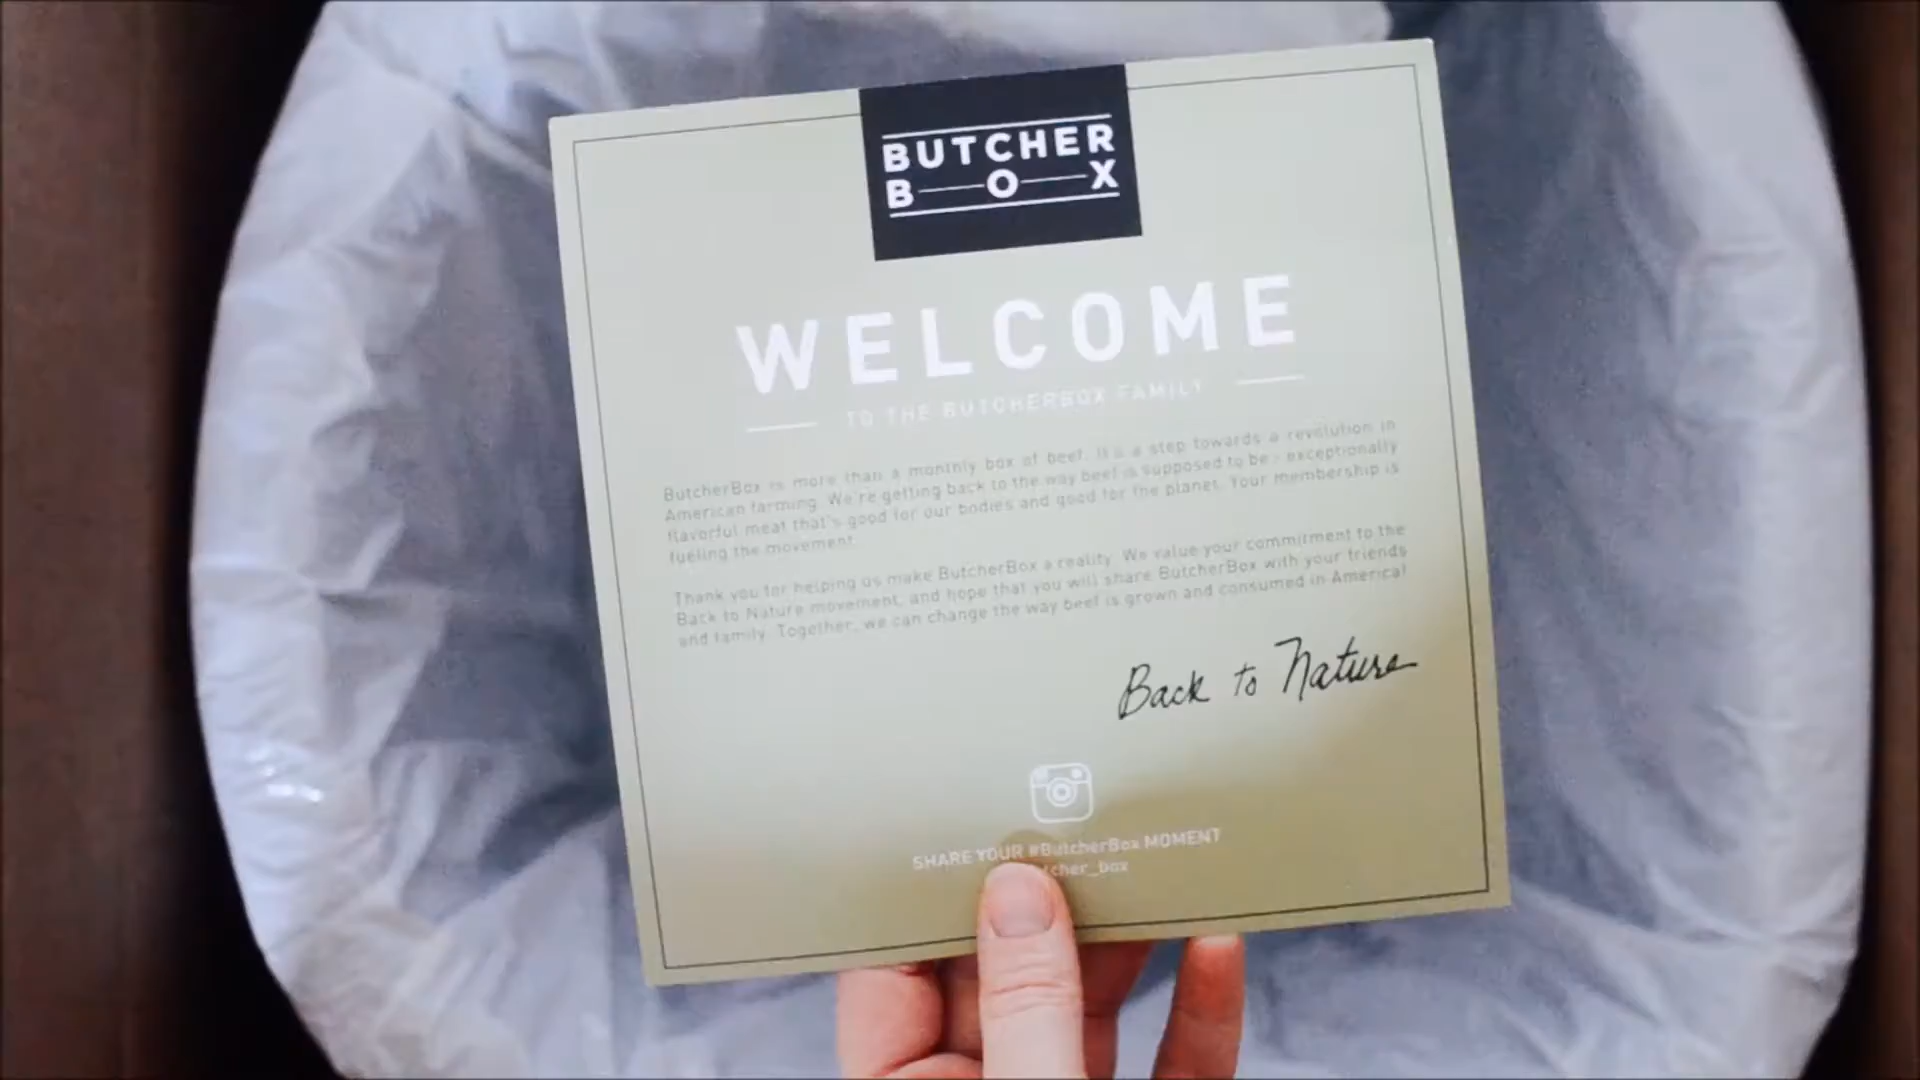 BUTCHER
BOX
WELCOME
TO THE BUTCHERBOX FAMILY
ButcherBox is more than a monthly box of beef. It's a step towards a revolution in
American farming. We're getting back to the way beef is supposed to be - exceptionally
flavorful meat that's good for our bodies and good for the planet. Your membership is
fueling the movement.
Thank you for helping us make ButcherBox a reality. We value your commitment to the
Back to Nature movement, and hope that you will share ButcherBox with your friends
and family. Together, we can change the way beef is grown and consumed in America!
Back to Nature
SHARE YOUR #ButcherBox MOMENT
tcher_box